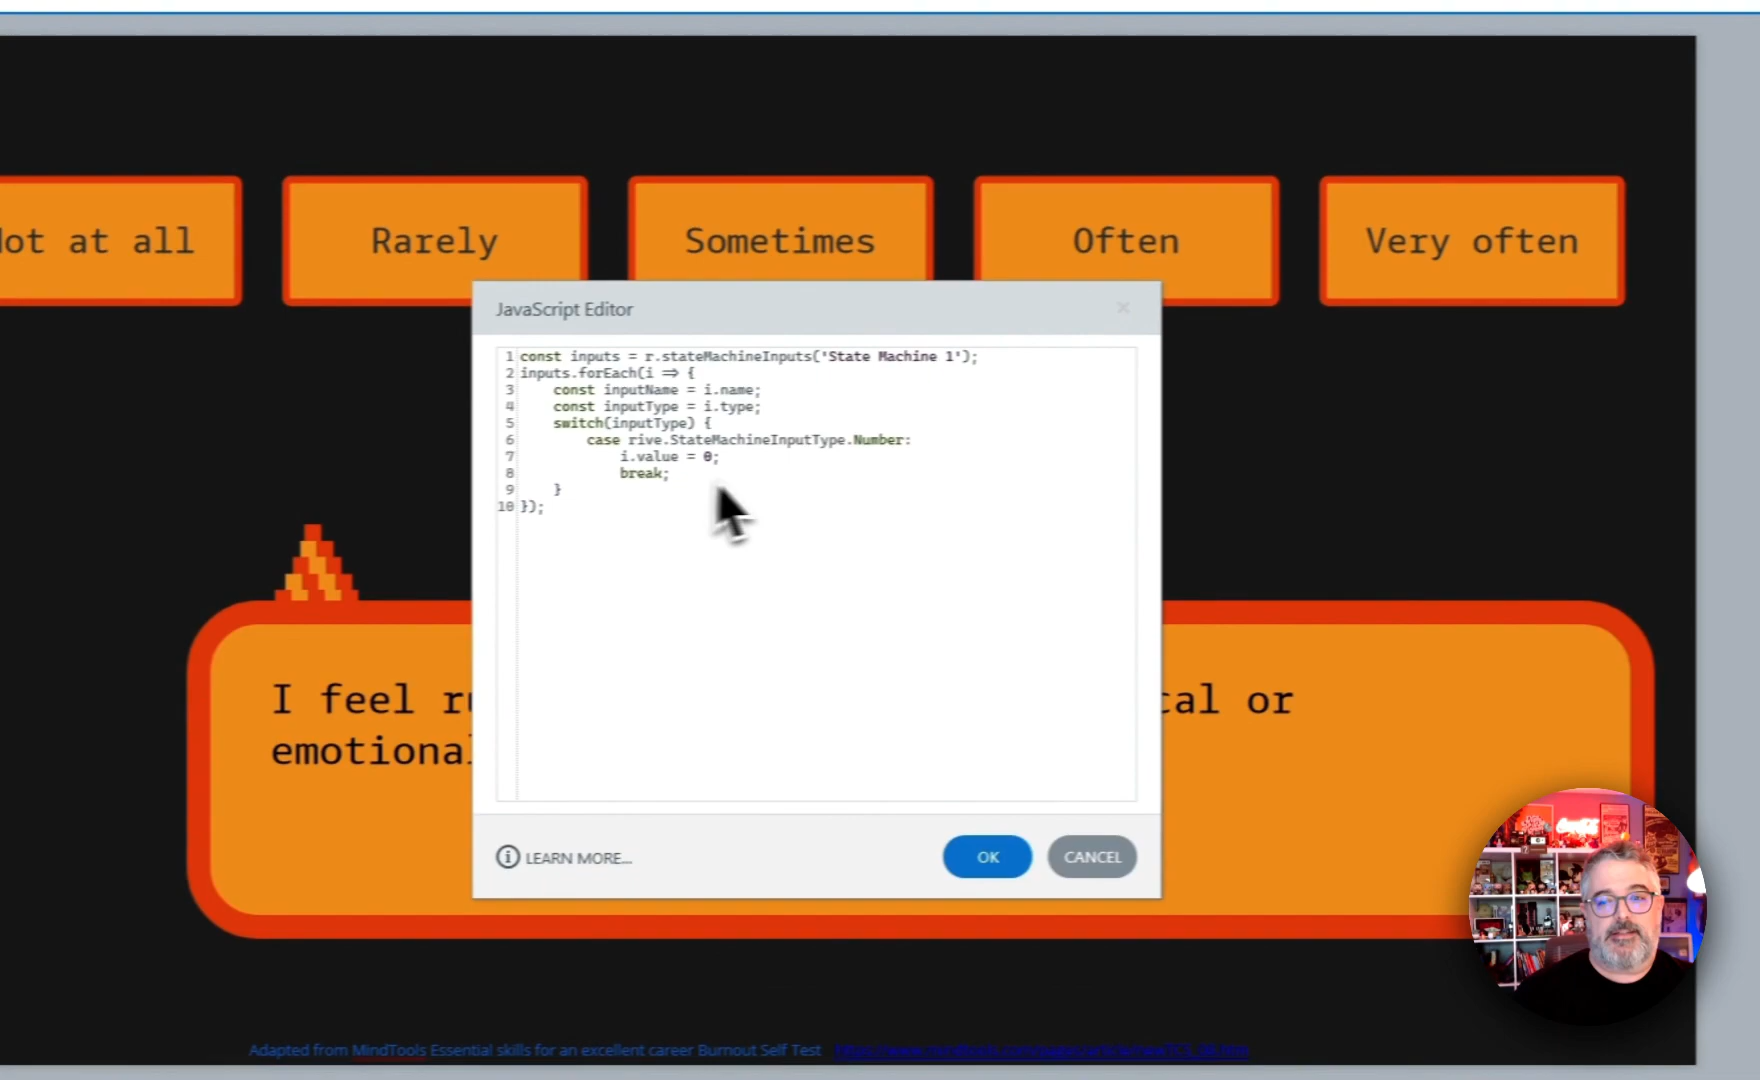 ot at all
Rarely
Sometimes
Often
Very often
JavaScript Editor
1 const inputs = r.stateMachineInputs('State Machine 1');
2 inputs.forEach(i => {
3 const inputName = i.name;
4 const inputType = i.type;
5 switch(inputType) {
6 case rive.StateMachineInputType.Number:
7 i.value = 0;
8 break;
9 }
10 });
I feel r
cal or
emotional
LEARN MORE...
OK
CANCEL
Adapted from MindTools Essential skills for an excellent career Burnout Self Test